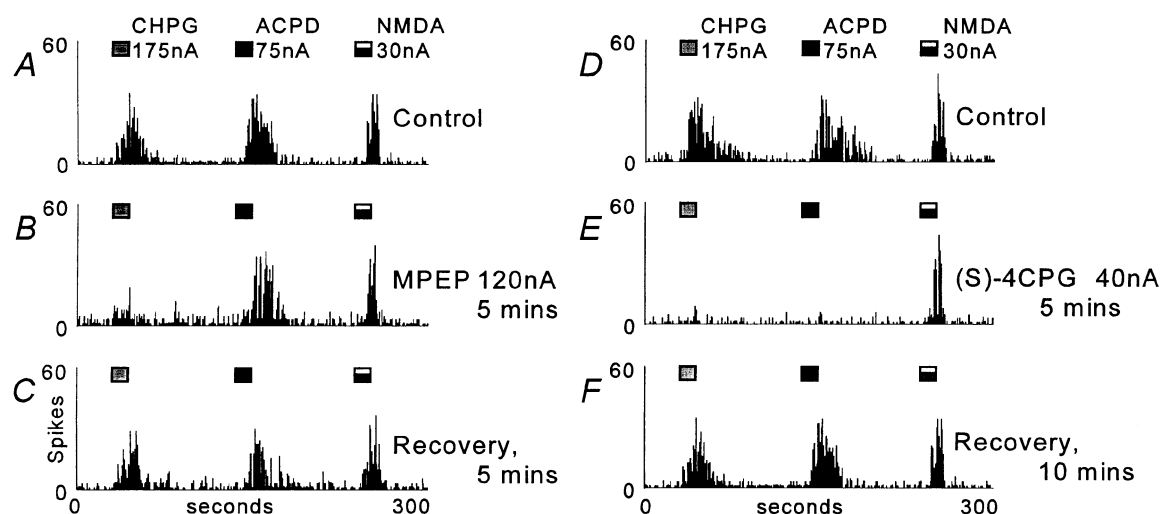 CHPG ACPD NMDA
175nA 75nA 30nA
A
60
0
Control
B
60
0
MPEP 120nA
5 mins
C
60
0
Spikes
Recovery,
5 mins
0 seconds 300
CHPG ACPD NMDA
175nA 75nA 30nA
D
60
0
Control
E
60
0
(S)-4CPG 40nA
5 mins
F
60
0
Recovery,
10 mins
0 seconds 300